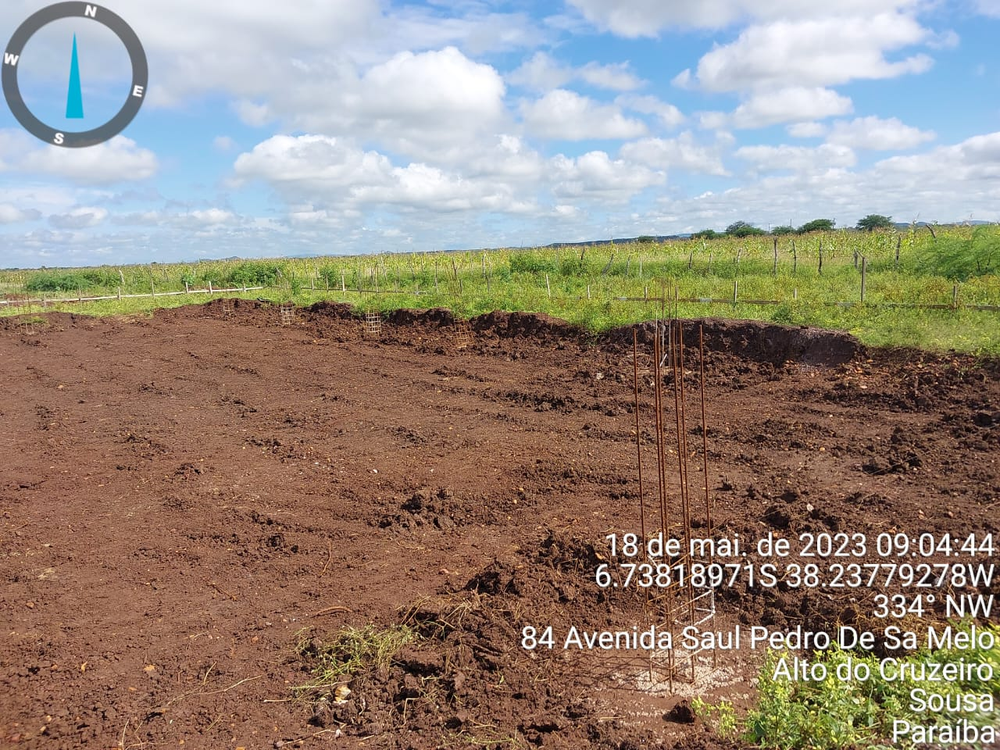 N
W
E
S
18 de mai. de 2023 09:04:44
6.73818971S 38.23779278W
334° NW
84 Avenida Saul Pedro De Sa Melo
Alto do Cruzeiro
Sousa
Paraíba